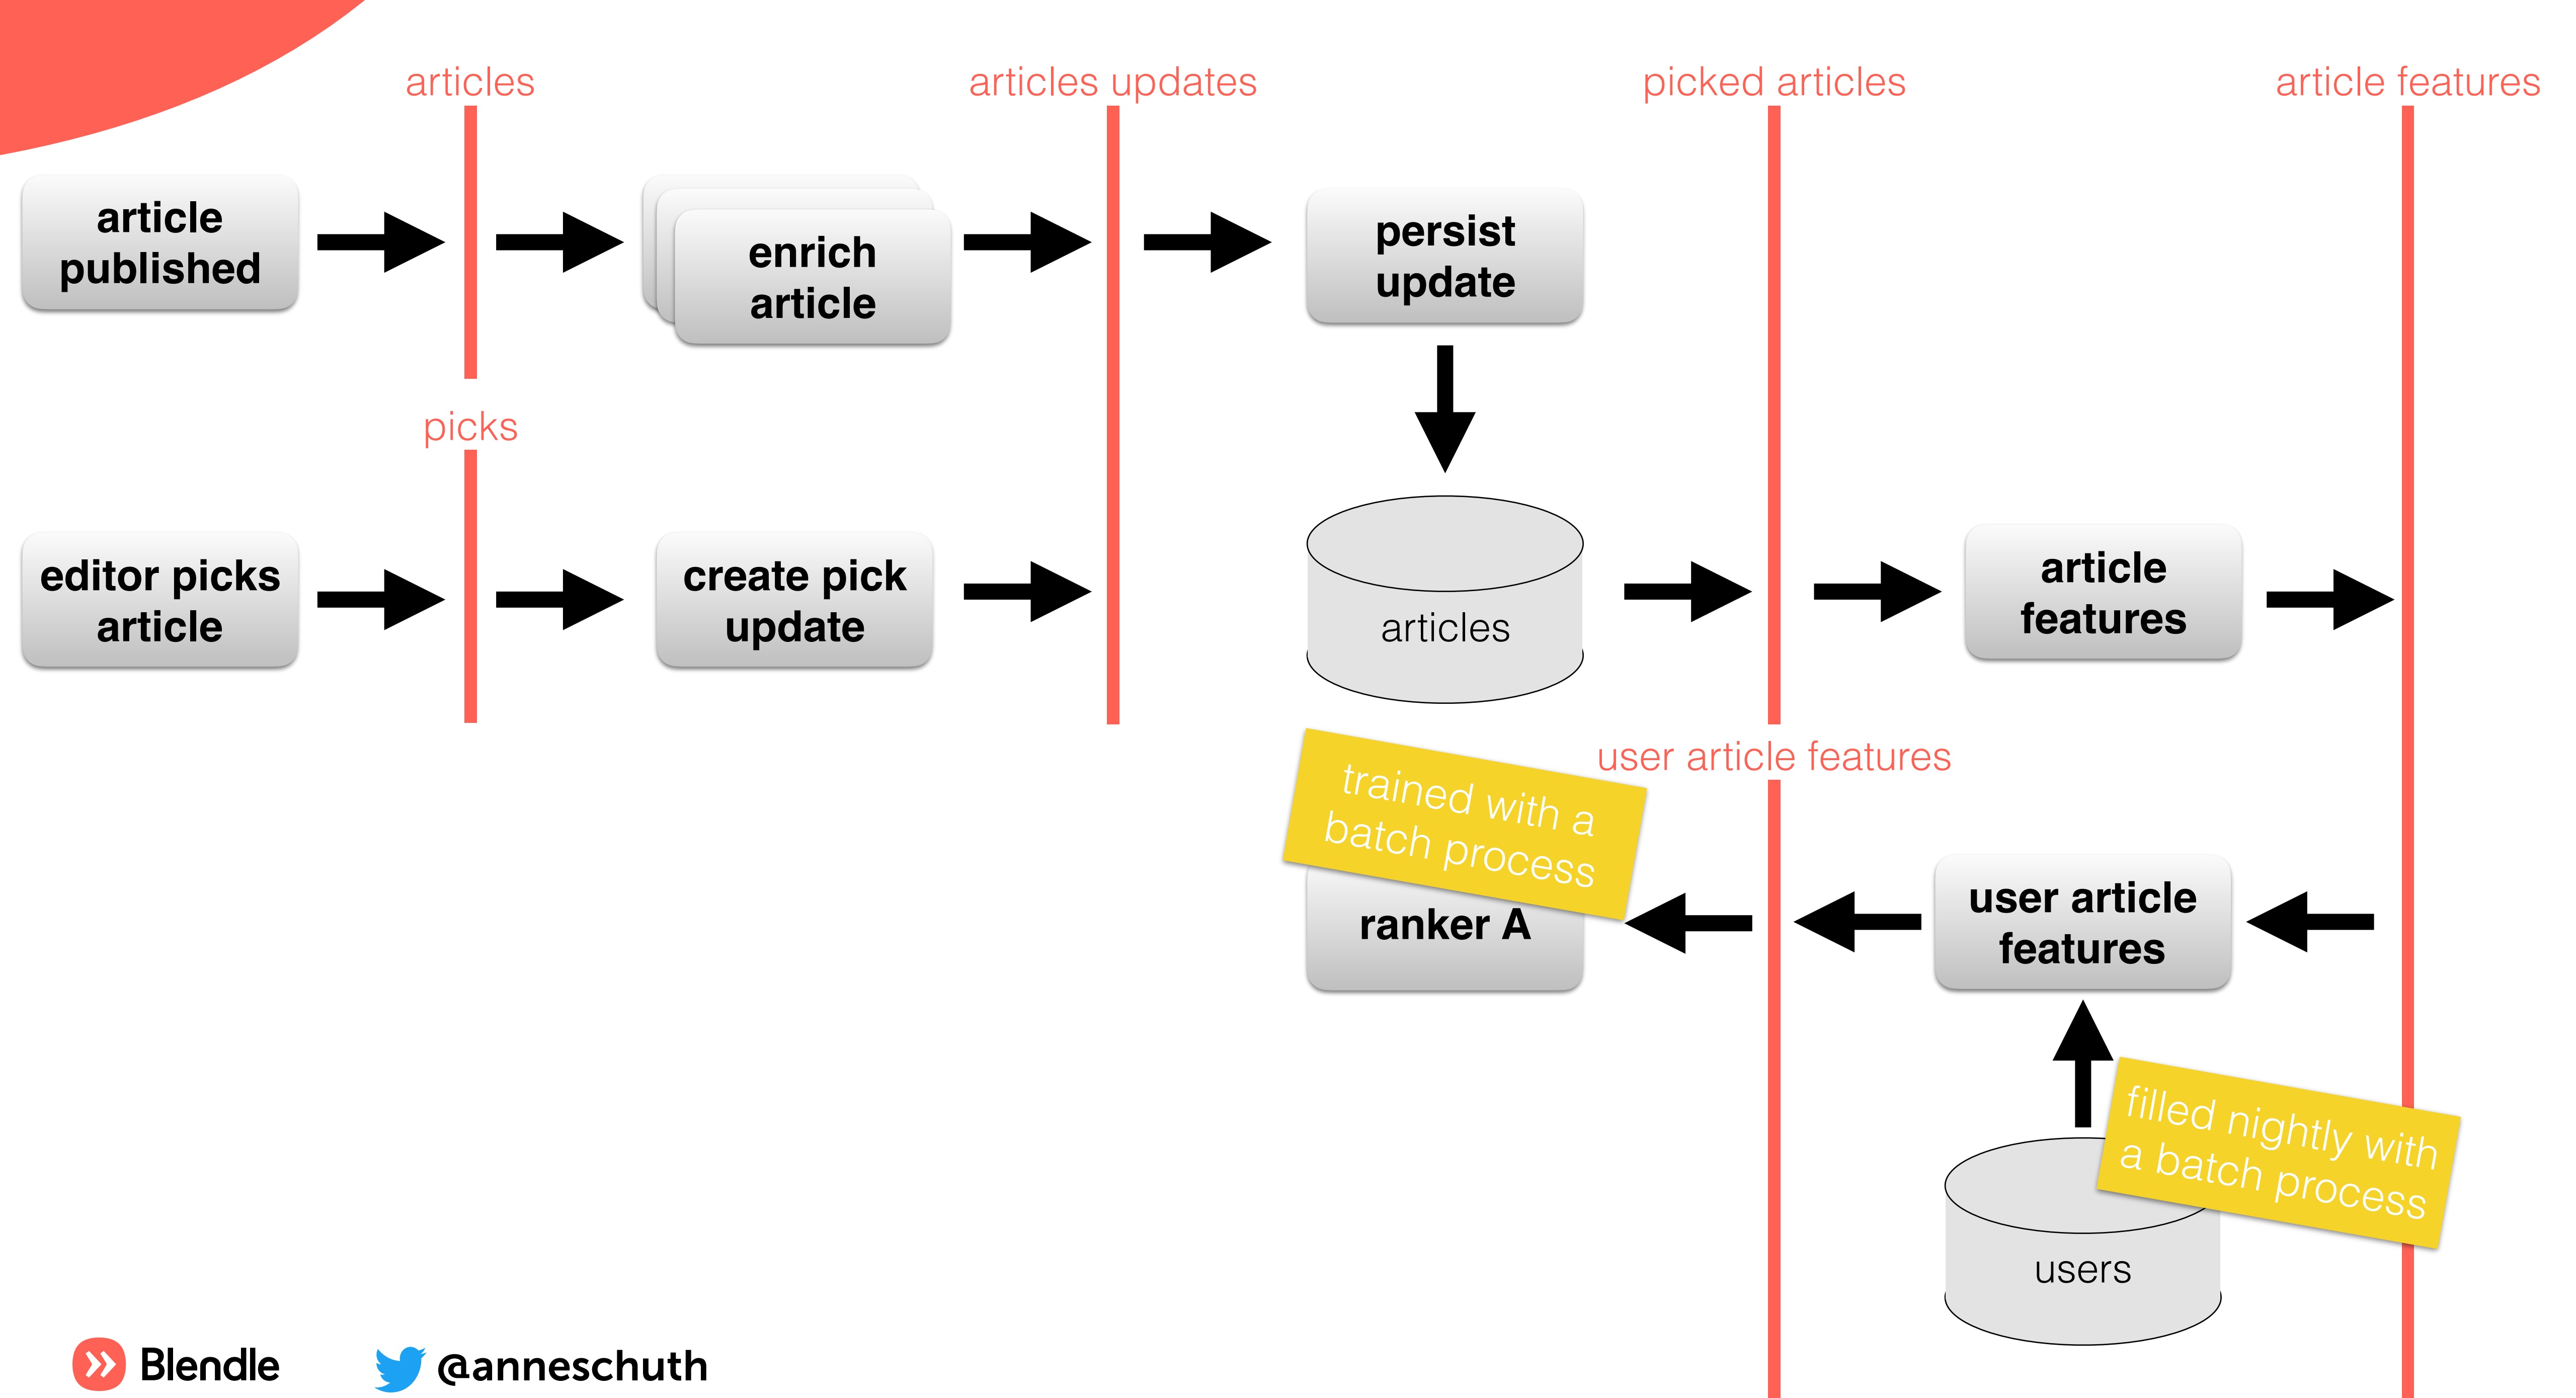 articles
articles updates
picked articles
article features
article
published
enrich
article
persist
update
picks
editor picks
article
create pick
update
articles
article
features
user article features
trained with a
batch process
ranker A
user article
features
filled nightly with
a batch process
users
Blendle
@anneschuth